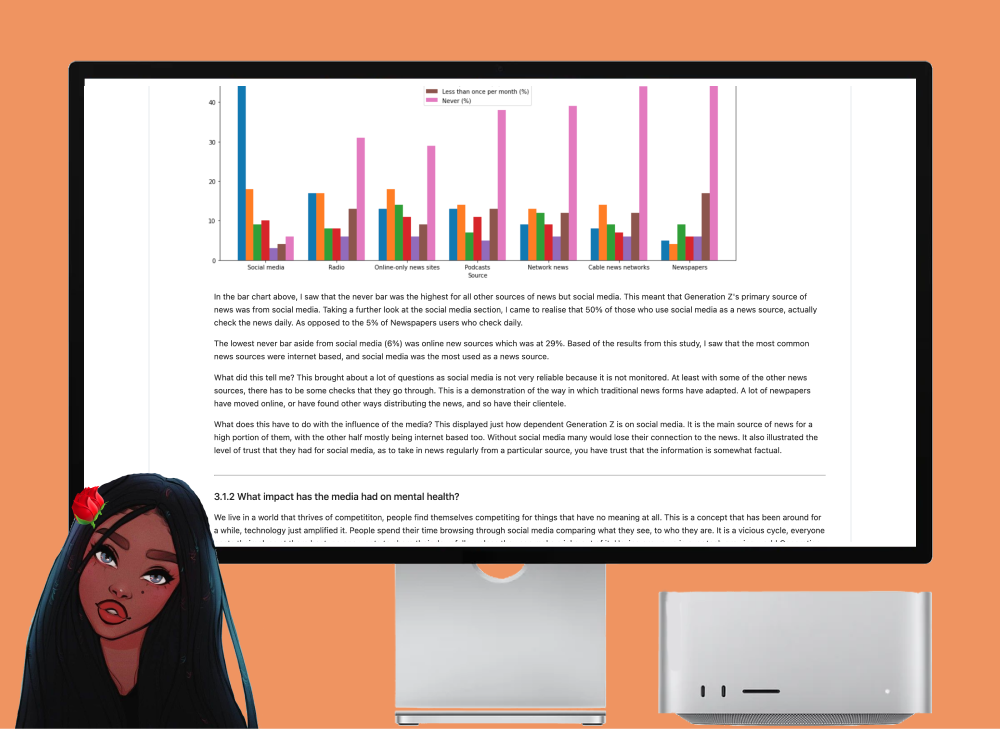 Less than once per month (%)
Never (%)
40
30
20
10
0
Social media
Radio
Online-only news sites
Podcasts
Network news
Cable news networks
Newspapers
Source
In the bar chart above, I saw that the never bar was the highest for all other sources of news but social media. This meant that Generation Z's primary source of
news was from social media. Taking a further look at the social media section, I came to realise that 50% of those who use social media as a news source, actually
check the news daily. As opposed to the 5% of Newspapers users who check daily.
The lowest never bar aside from social media (6%) was online new sources which was at 29%. Based of the results from this study, I saw that the most common
news sources were internet based, and social media was the most used as a news source.
What did this tell me? This brought about a lot of questions as social media is not very reliable because it is not monitored. At least with some of the other news
sources, there has to be some checks that they go through. This is a demonstration of the way in which traditional news forms have adapted. A lot of newpapers
have moved online, or have found other ways distributing the news, and so have their clientele.
What does this have to do with the influence of the media? This displayed just how dependent Generation Z is on social media. It is the main source of news for a
high portion of them, with the other half mostly being internet based too. Without social media many would lose their connection to the news. It also illustrated the
level of trust that they had for social media, as to take in news regularly from a particular source, you have trust that the information is somewhat factual.
3.1.2 What impact has the media had on mental health?
We live in a world that thrives of competititon, people find themselves competiting for things that have no meaning at all. This is a concept that has been around for
a while, technology just amplified it. People spend their time browsing through social media comparing what they see, to who they are. It is a vicious cycle, everyone